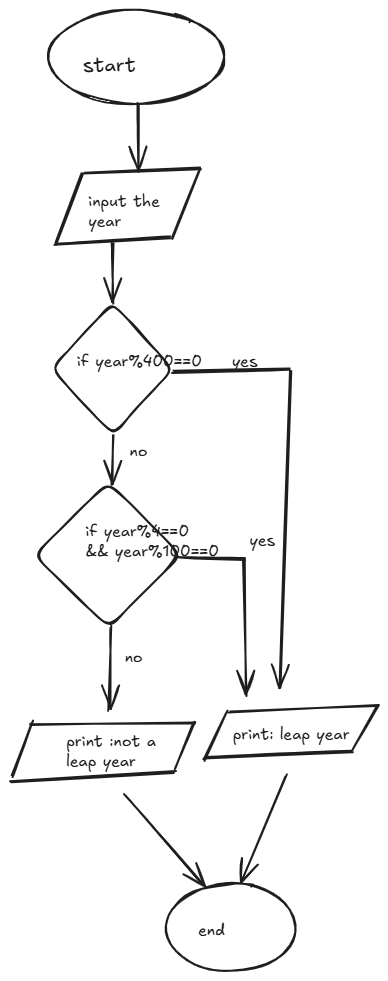 start
input the
year
if year%400==0
yes
no
if year%4==0
&& year%100==0
yes
no
print :not a
leap year
print: leap year
end